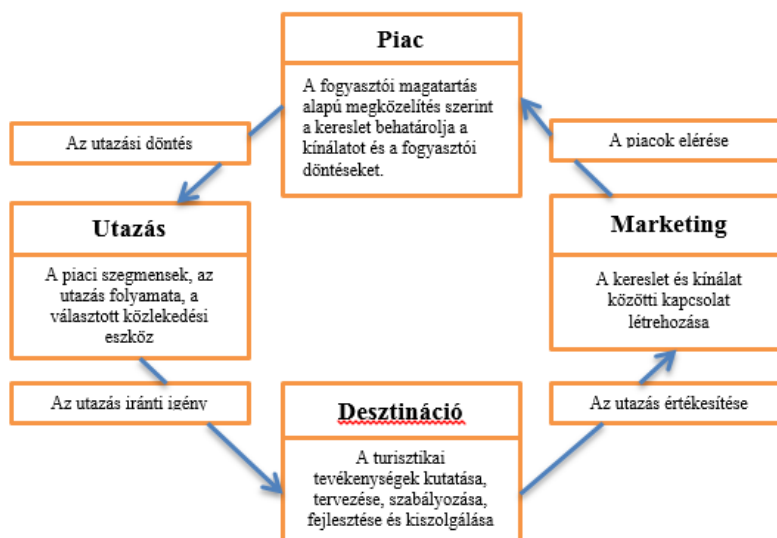 Piac
A fogyasztói magatartás
alapú megközelítés szerint
a kereslet behatárolja a
kínálatot és a fogyasztói
döntéseket.
Az utazási döntés
A piacok elérése
Utazás
A piaci szegmensek, az
utazás folyamata, a
választott közlekedési
eszköz
Marketing
A kereslet és kínálat
közötti kapcsolat
létrehozása
Az utazás iránti igény
Az utazás értékesítése
Desztináció
A turisztikai
tevékenységek kutatása,
tervezése, szabályozása,
fejlesztése és kiszolgálása